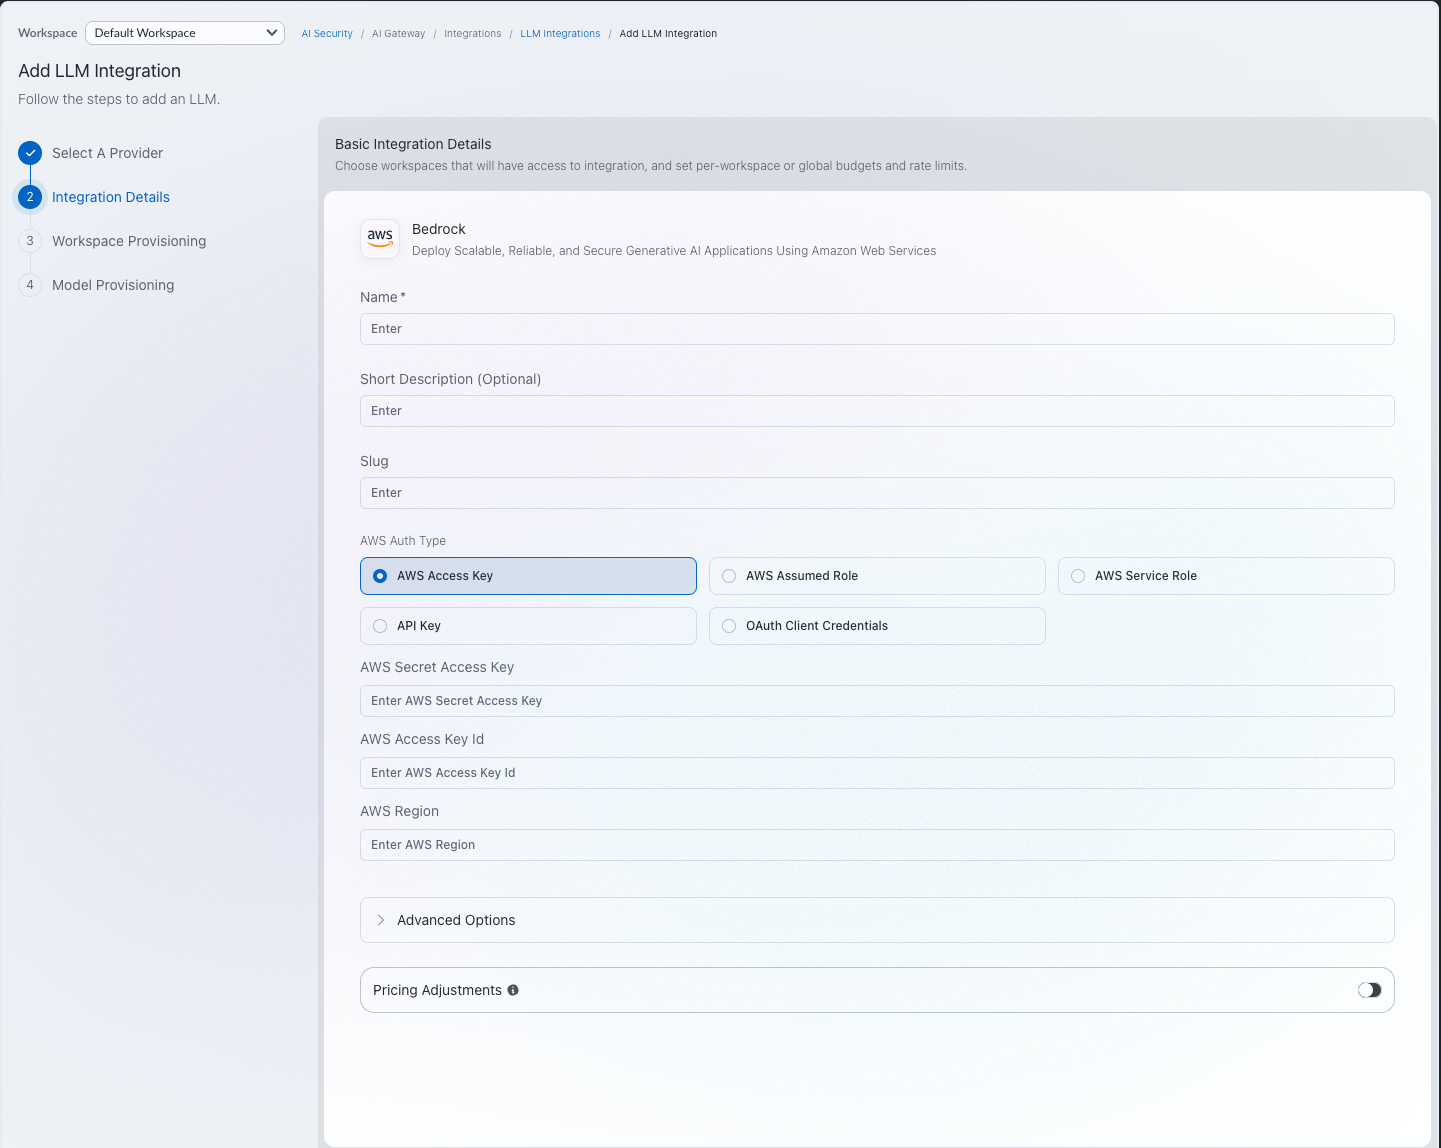 Workspace Default Workspace AI Security / AI Gateway / Integrations / LLM Integrations / Add LLM Integration
Add LLM Integration
Follow the steps to add an LLM.
Select A Provider
2 Integration Details
3 Workspace Provisioning
4 Model Provisioning
Basic Integration Details
Choose workspaces that will have access to integration, and set per-workspace or global budgets and rate limits.
aws
Bedrock
Deploy Scalable, Reliable, and Secure Generative AI Applications Using Amazon Web Services
Name *
Enter
Short Description (Optional)
Enter
Slug
Enter
AWS Auth Type
AWS Access Key AWS Assumed Role AWS Service Role
API Key OAuth Client Credentials
AWS Secret Access Key
Enter AWS Secret Access Key
AWS Access Key Id
Enter AWS Access Key Id
AWS Region
Enter AWS Region
Advanced Options
Pricing Adjustments